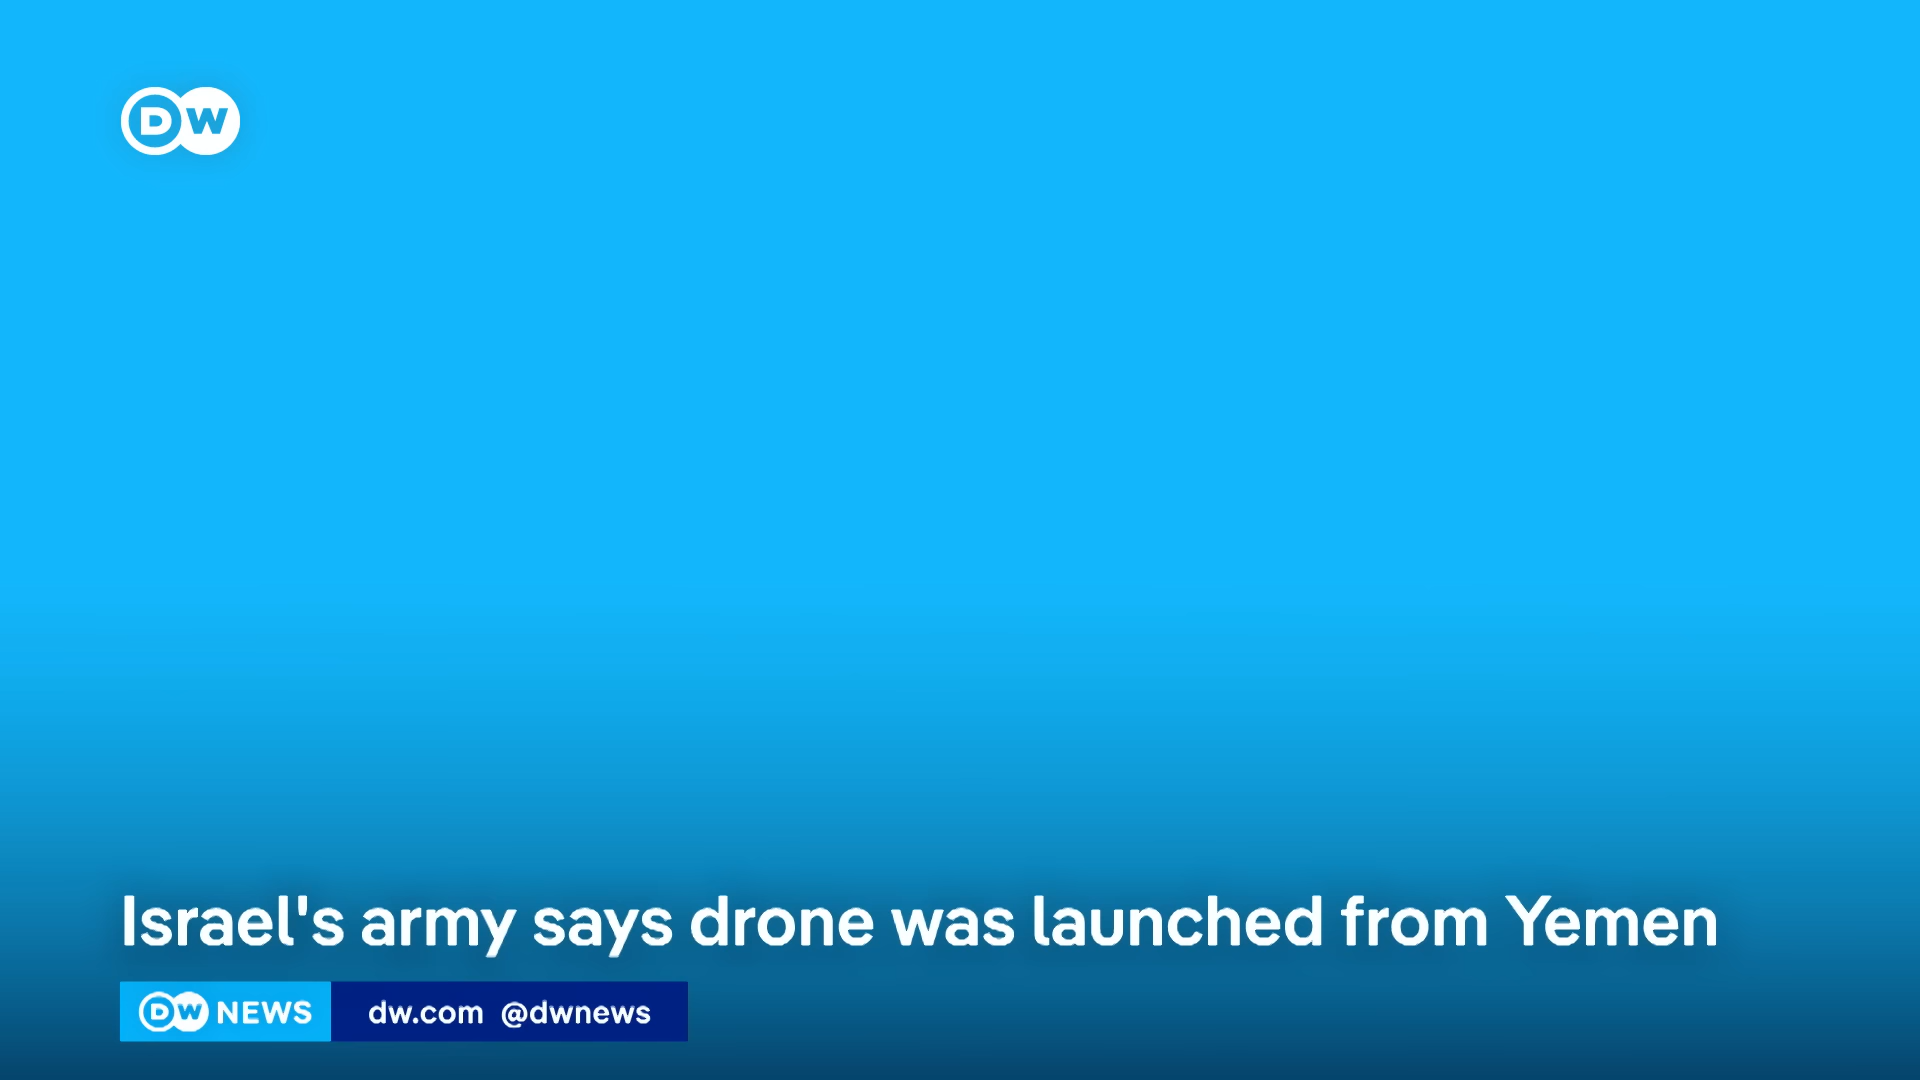 DW
Israel's army says drone was launched from Yemen
DW NEWS dw.com @dwnews